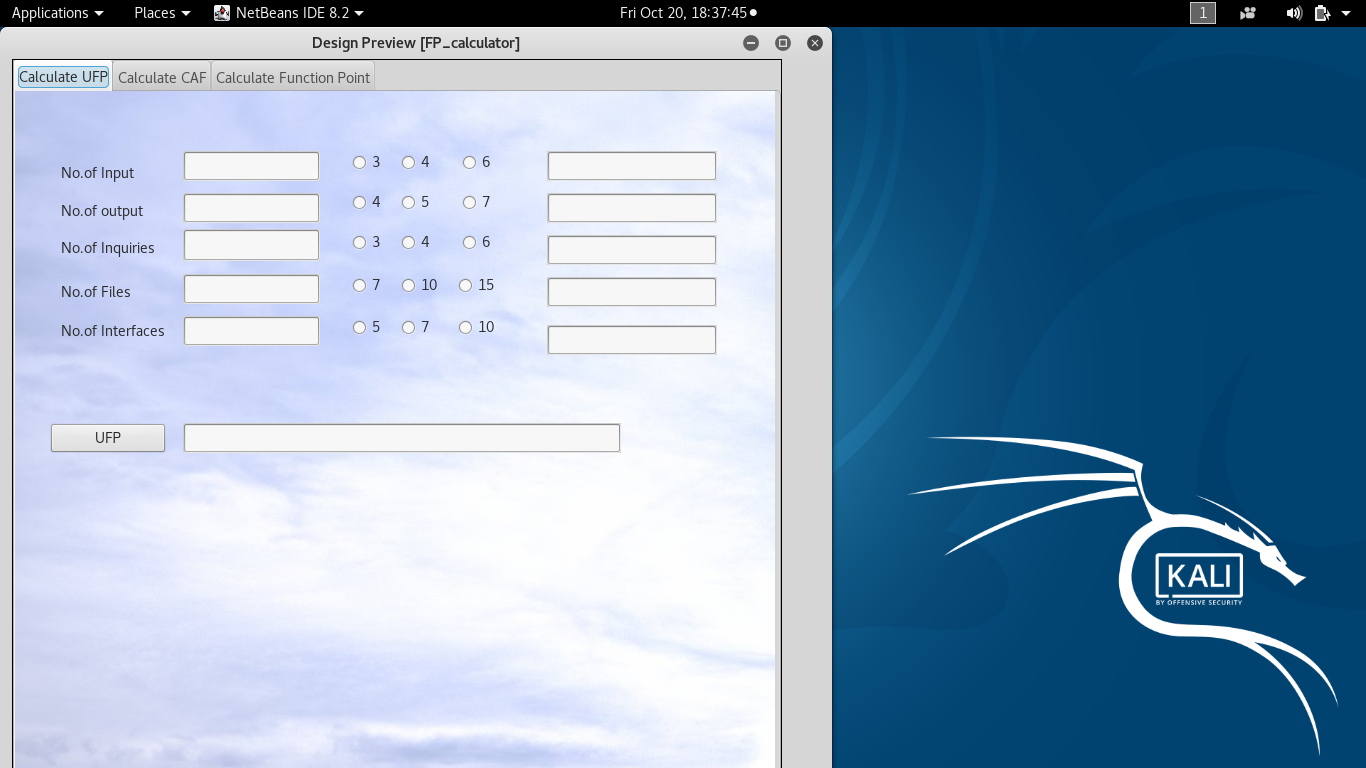 Applications Places NetBeans IDE 8.2 Fri Oct 20, 18:37:45 1
Design Preview [FP_calculator]
Calculate UFP Calculate CAF Calculate Function Point
No.of Input 3 4 6
No.of output 4 5 7
No.of Inquiries 3 4 6
No.of Files 7 10 15
No.of Interfaces 5 7 10
UFP
KALI
BY OFFENSIVE SECURITY